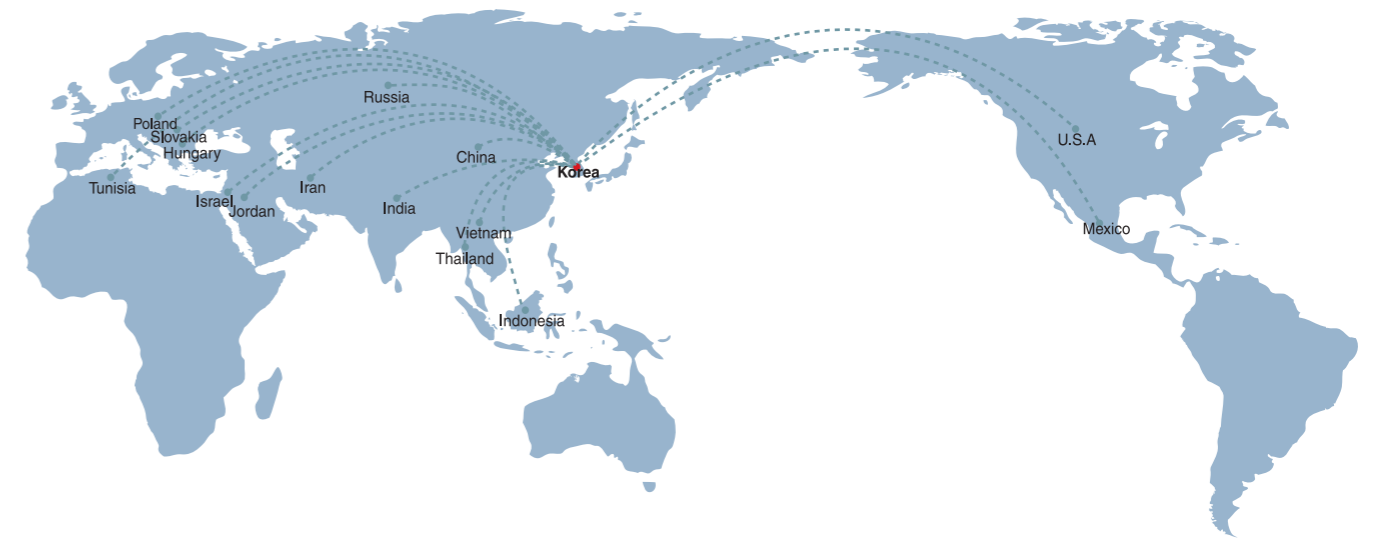 Russia
Poland
Slovakia
Hungary
Tunisia
Israel
Jordan
Iran
India
China
Korea
Vietnam
Thailand
Indonesia
U.S.A
Mexico